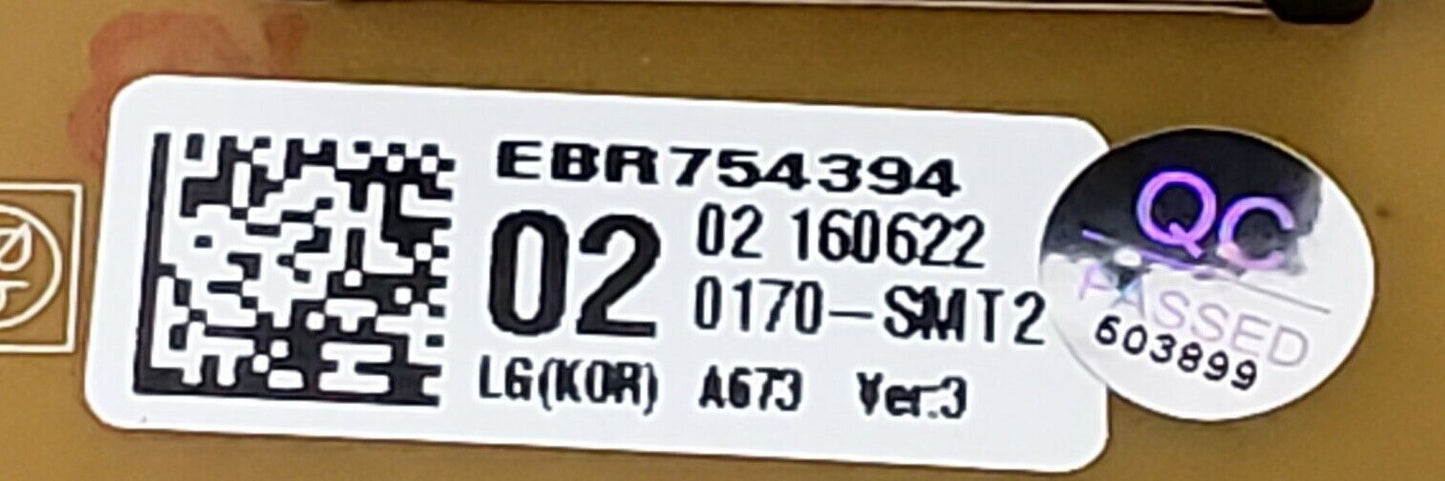 EBR754394
02
02 160622
0170-SMT2
LG(KOR) A673 Ver.3
QC
PASSED
603899